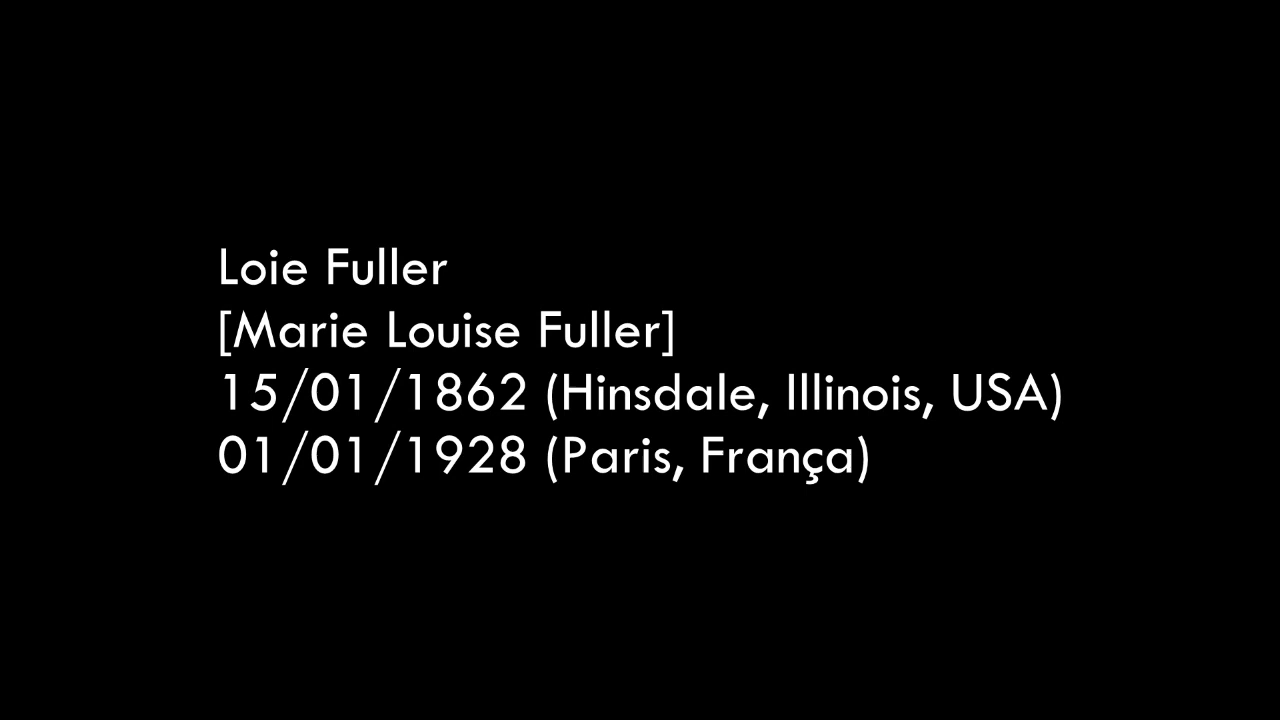 Loie Fuller
[Marie Louise Fuller]
15/01/1862 (Hinsdale, Illinois, USA)
01/01/1928 (Paris, França)